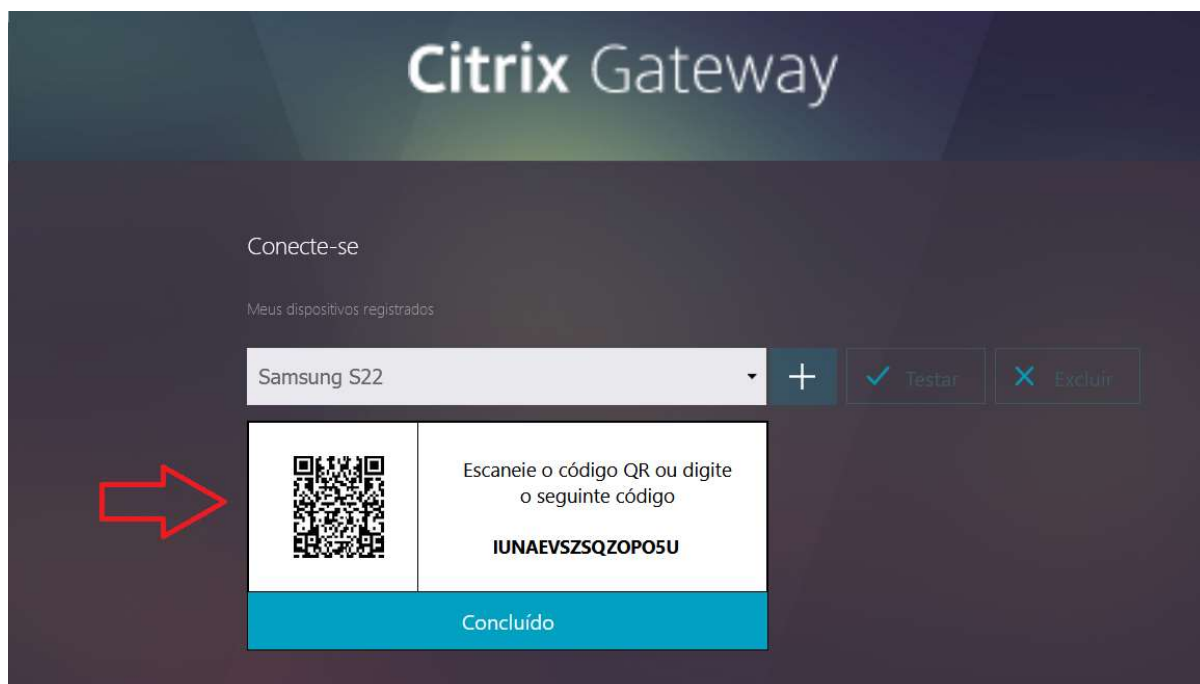 Citrix Gateway
Conecte-se
Meus dispositivos registrados
Samsung S22
Testar
Excluir
Escaneie o código QR ou digite
o seguinte código
IUNAEVSZSQZOPO5U
Concluído